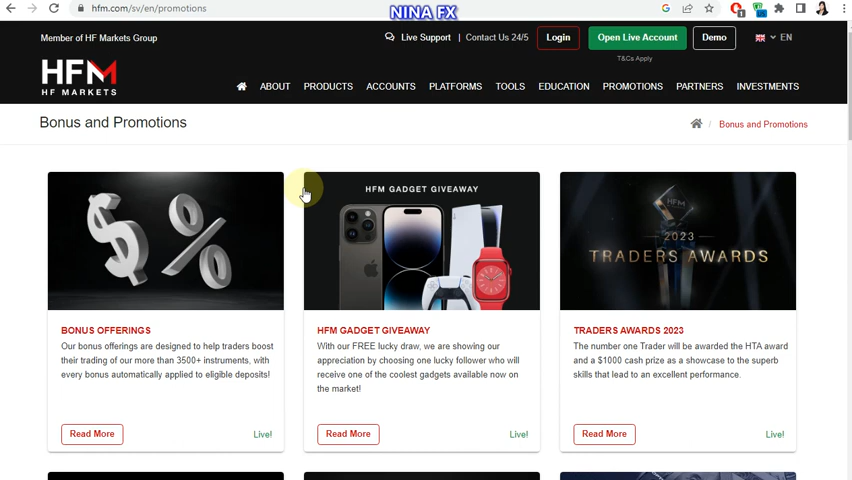 hfm.com/sv/en/promotions
NINA FX
Member of HF Markets Group
Live Support | Contact Us 24/5
Login
Open Live Account
Demo
EN
T&Cs Apply
HFM
HF MARKETS
ABOUT PRODUCTS ACCOUNTS PLATFORMS TOOLS EDUCATION PROMOTIONS PARTNERS INVESTMENTS
Bonus and Promotions
/ Bonus and Promotions
BONUS OFFERINGS
Our bonus offerings are designed to help traders boost
their trading of our more than 3500+ instruments, with
every bonus automatically applied to eligible deposits!
Read More
Live!
HFM GADGET GIVEAWAY
HFM GADGET GIVEAWAY
With our FREE lucky draw, we are showing our
appreciation by choosing one lucky follower who will
receive one of the coolest gadgets available now on
the market!
Read More
Live!
HFM
2023
TRADERS AWARDS
TRADERS AWARDS 2023
The number one Trader will be awarded the HTA award
and a $1000 cash prize as a showcase to the superb
skills that lead to an excellent performance.
Read More
Live!